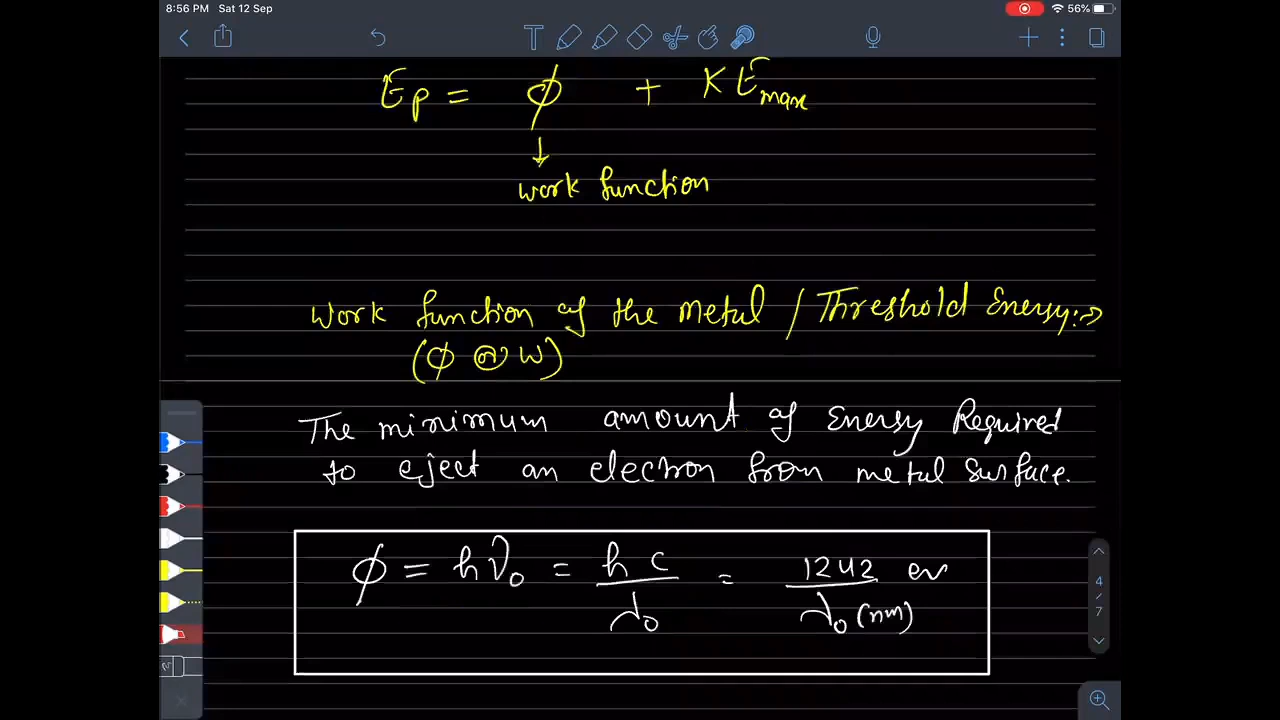 8:56 PM Sat 12 Sep 56%
T
Ep = φ + KEmax
↓
work function
work function of the Metal / Threshold Energy:→
(φ or W)
The minimum amount of Energy Required
to eject an electron from metal surface.
φ = hν₀ = hc/λ₀ = 1242/λ₀(nm) ev
4/7